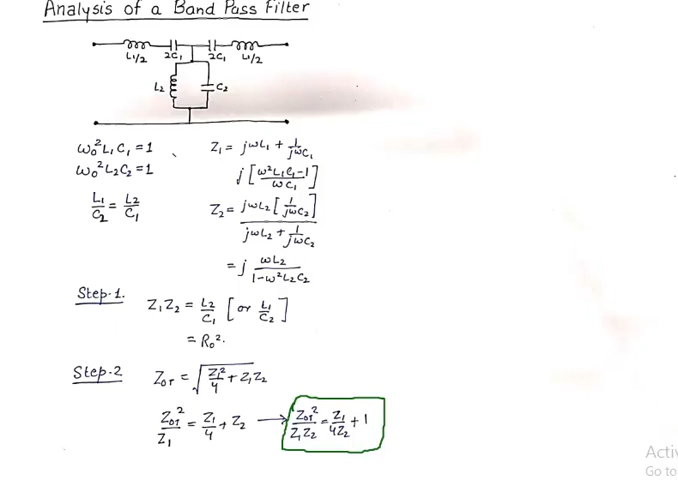 Analysis of a Band Pass Filter
L1/2 2C1 2C1 L1/2
L2 C2
ω0²L1C1 = 1
ω0²L2C2 = 1
L1/C2 = L2/C1
Z1 = jωL1 + 1/jωC1
j[ω²L1C1-1/ωC1]
Z2 = jωL2[1/jωC2]/jωL2 + 1/jωC2
= j ωL2/1-ω²L2C2
Step-1.
Z1Z2 = L2/C1 [or L1/C2]
= R0².
Step-2
Z0T = √Z1²/4 + Z1Z2
Z0T²/Z1 = Z1/4 + Z2 → Z0T²/Z1Z2 = Z1/4Z2 + 1
Activ
Go to